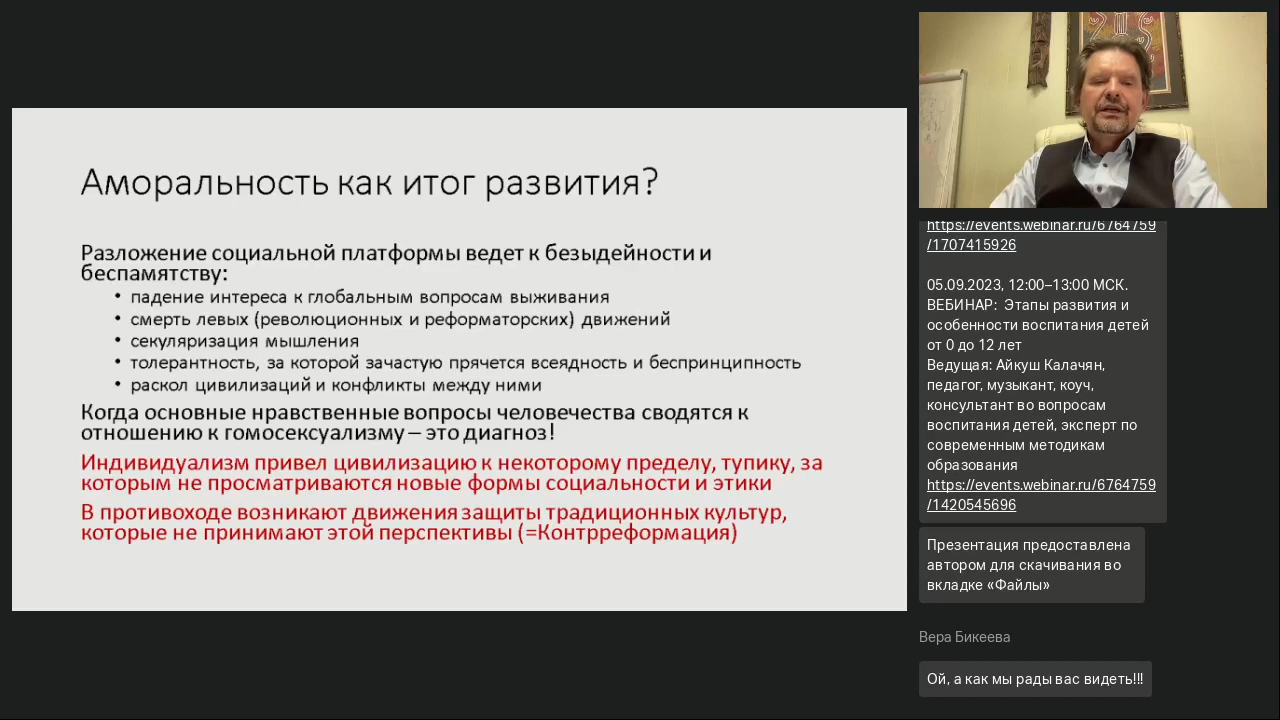 Аморальность как итог развития?
Разложение социальной платформы ведет к безыдейности и
беспамятству:
• падение интереса к глобальным вопросам выживания
• смерть левых (революционных и реформаторских) движений
• секуляризация мышления
• толерантность, за которой зачастую прячется всеядность и беспринципность
• раскол цивилизаций и конфликты между ними
Когда основные нравственные вопросы человечества сводятся к
отношению к гомосексуализму – это диагноз!
Индивидуализм привел цивилизацию к некоторому пределу, тупику, за
которым не просматриваются новые формы социальности и этики
В противоходе возникают движения защиты традиционных культур,
которые не принимают этой перспективы (=Контрреформация)
https://events.webinar.ru/6764759
/1707415926
05.09.2023, 12:00–13:00 МСК.
ВЕБИНАР: Этапы развития и
особенности воспитания детей
от 0 до 12 лет
Ведущая: Айкуш Калачян,
педагог, музыкант, коуч,
консультант во вопросам
воспитания детей, эксперт по
современным методикам
образования
https://events.webinar.ru/6764759
/1420545696
Презентация предоставлена
автором для скачивания во
вкладке «Файлы»
Вера Бикеева
Ой, а как мы рады вас видеть!!!